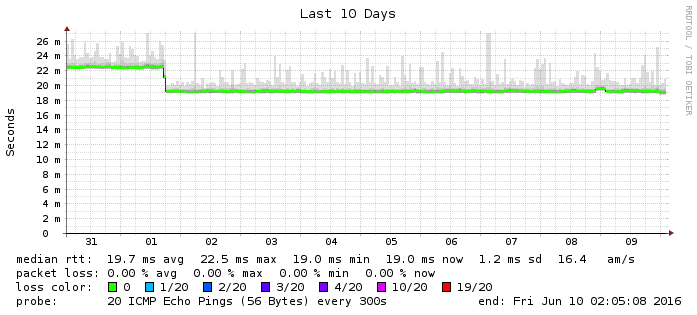 Last 10 Days
RRDTOOL / TOBI OETIKER
Seconds
26 m
24 m
22 m
20 m
18 m
16 m
14 m
12 m
10 m
8 m
6 m
4 m
2 m
0
31 01 02 03 04 05 06 07 08 09
median rtt: 19.7 ms avg 22.5 ms max 19.0 ms min 19.0 ms now 1.2 ms sd 16.4 am/s
packet loss: 0.00 % avg 0.00 % max 0.00 % min 0.00 % now
loss color: 0 1/20 2/20 3/20 4/20 10/20 19/20
probe: 20 ICMP Echo Pings (56 Bytes) every 300s end: Fri Jun 10 02:05:08 2016